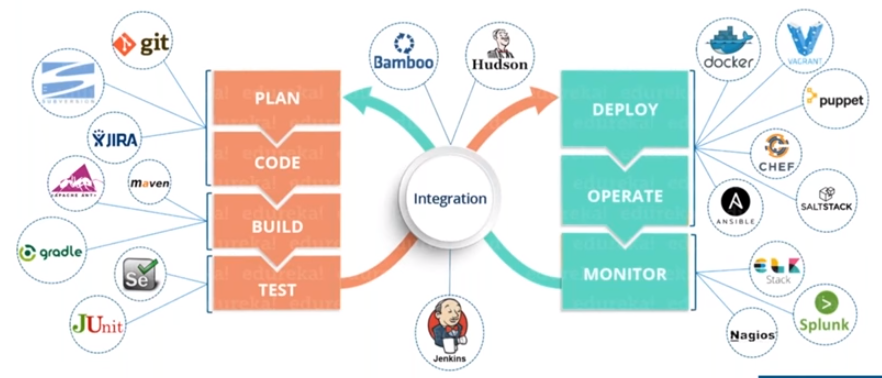 git
SUBVERSION
JIRA
APACHE ANT
maven
gradle
Se
JUnit
PLAN
CODE
BUILD
TEST
Bamboo
Hudson
Integration
Jenkins
DEPLOY
OPERATE
MONITOR
docker
VAGRANT
puppet
CHEF
ANSIBLE
SALTSTACK
ELK
Stack
Splunk
Nagios
edureka!